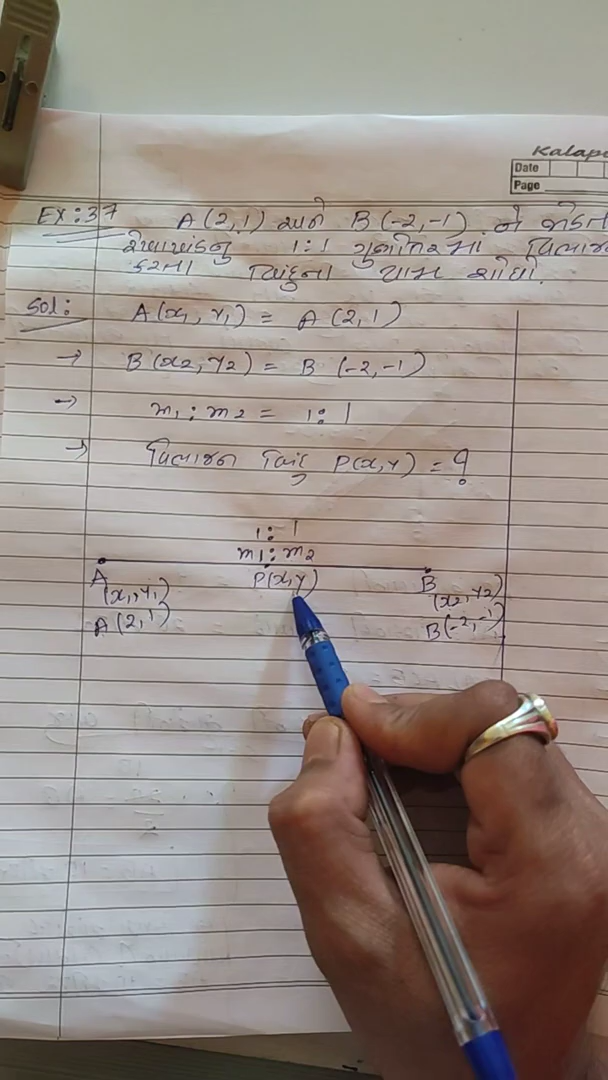 Kalap
Date
Page
Ex:37 A(2,1) અને B(-2,-1) ને જોડતા
રેખાખંડનું 1:1 ગુણોત્તરમાં વિભાજન
કરતા બિંદુના યામ શોધો.
Sol: A(x1, Y1) = A(2,1)
→ B(x2, Y2) = B(-2,-1)
→ m1 : m2 = 1:1
→ વિભાજન બિંદુ P(x,Y) = ?
1:1
m1:m2
A P(x,y) B
(x1,Y1) (x2,Y2)
A(2,1) B(-2,-1)